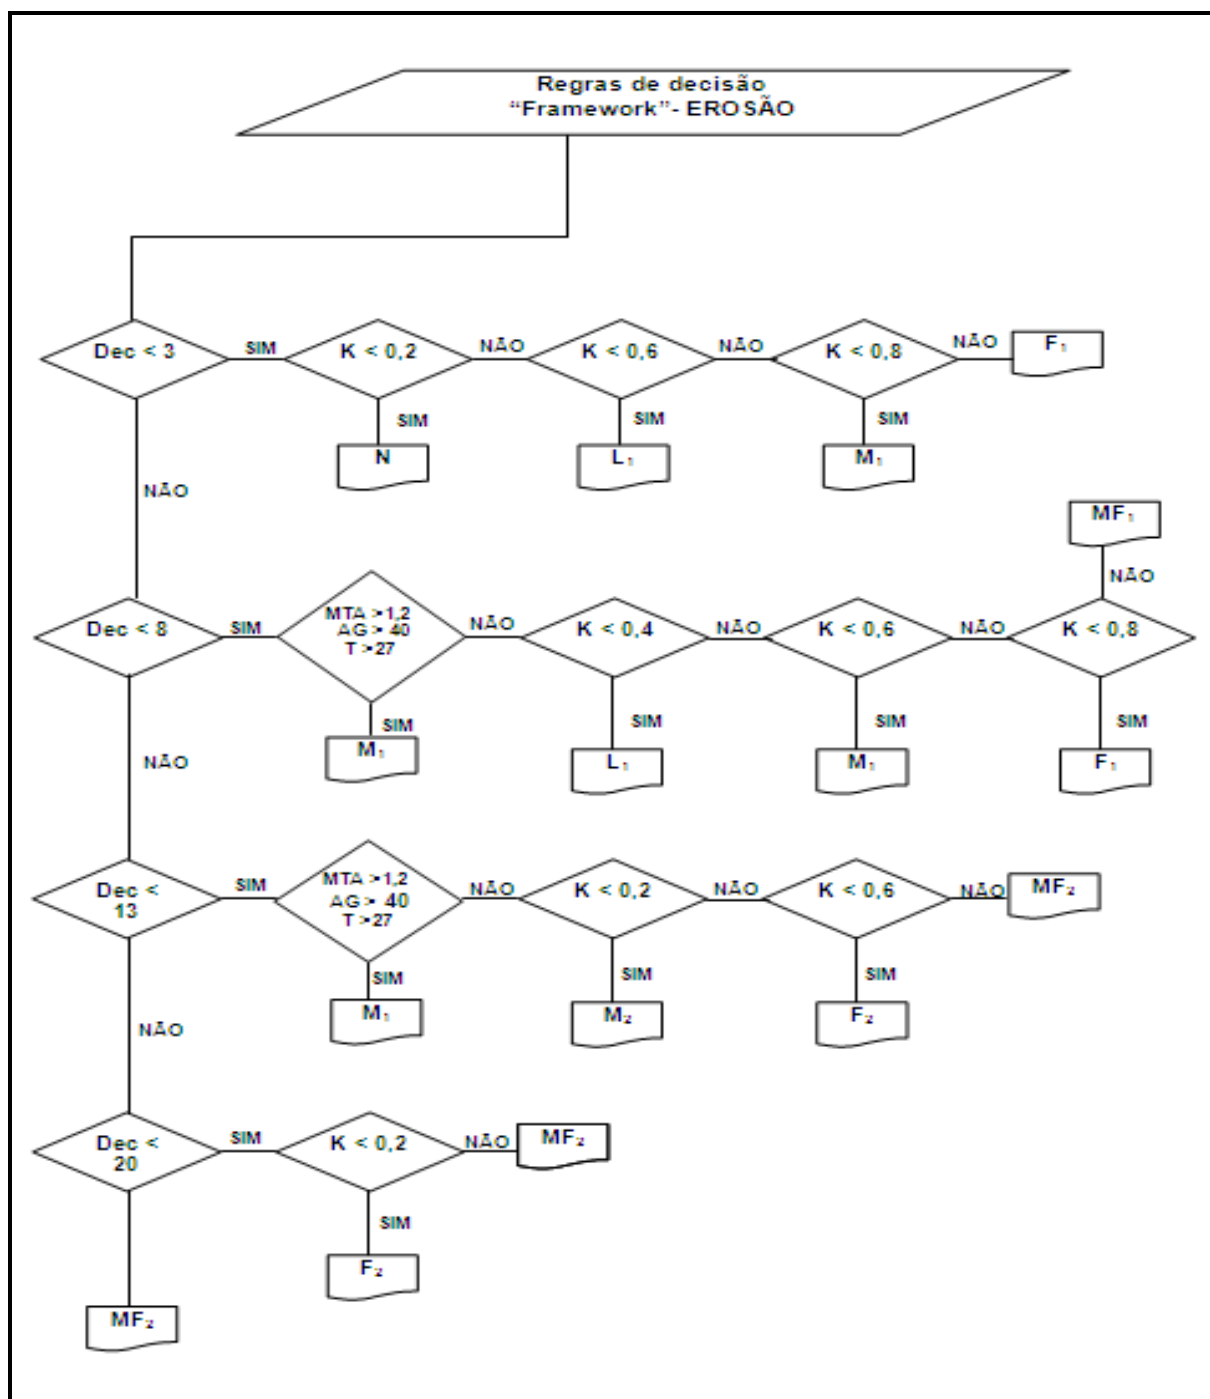 Regras de decisão
“Framework”- EROSÃO
Dec < 3
SIM
K < 0,2
NÃO
K < 0,6
NÃO
K < 0,8
NÃO
F₁
SIM
SIM
SIM
N
L₁
M₁
NÃO
MF₁
NÃO
Dec < 8
SIM
MTA >1,2
AG > 40
T >27
NÃO
K < 0,4
NÃO
K < 0,6
NÃO
K < 0,8
SIM
SIM
SIM
SIM
M₁
L₁
M₁
F₁
NÃO
Dec <
13
SIM
MTA >1,2
AG > 40
T >27
NÃO
K < 0,2
NÃO
K < 0,6
NÃO
MF₂
SIM
SIM
SIM
M₁
M₂
F₂
NÃO
Dec <
20
SIM
K < 0,2
NÃO
MF₂
SIM
F₂
MF₂